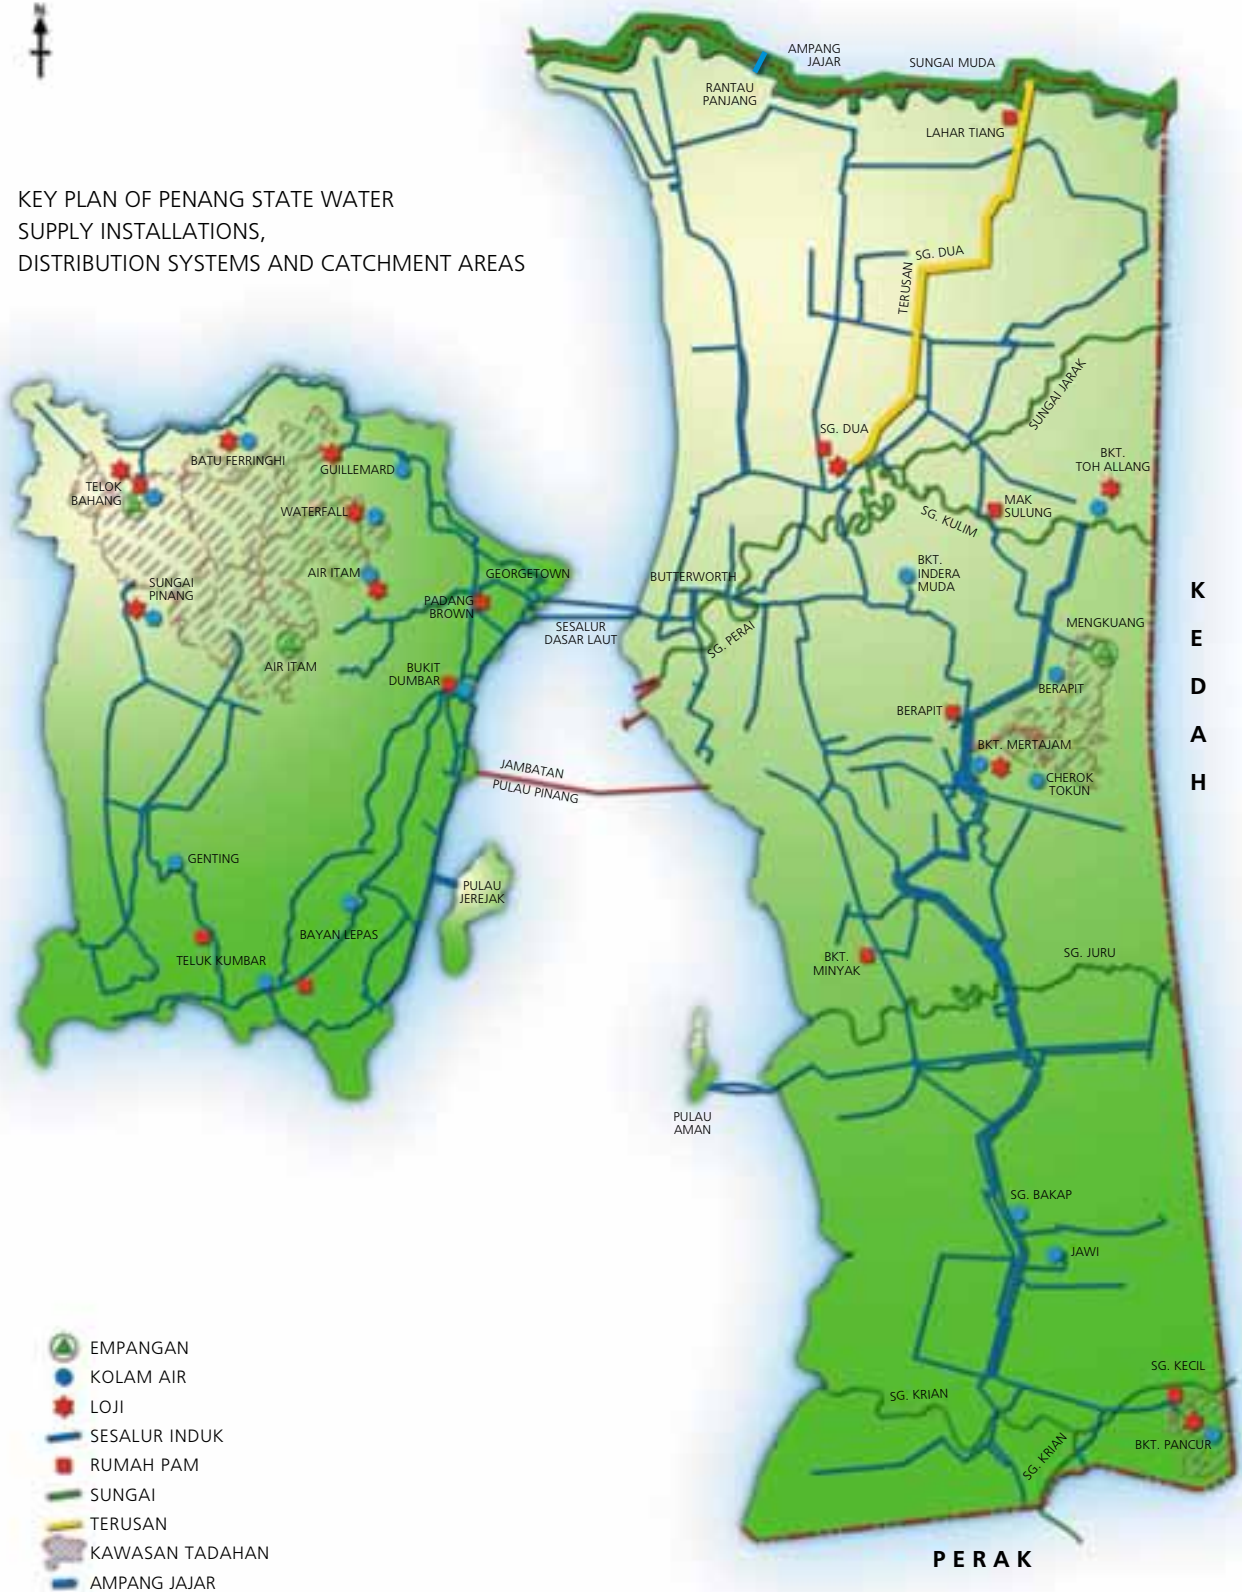 N
KEY PLAN OF PENANG STATE WATER
SUPPLY INSTALLATIONS,
DISTRIBUTION SYSTEMS AND CATCHMENT AREAS
AMPANG
JAJAR
SUNGAI MUDA
RANTAU
PANJANG
LAHAR TIANG
SG. DUA
TERUSAN
SUNGAI JARAK
SG. DUA
BKT.
TOH ALLANG
MAK
SULUNG
SG. KULIM
BKT.
INDERA
MUDA
BUTTERWORTH
SG. PERAI
MENGKUANG
BERAPIT
BERAPIT
BKT. MERTAJAM
CHEROK
TOKUN
KEDAH
BATU FERRINGHI
GUILLEMARD
TELOK
BAHANG
WATERFALL
AIR ITAM
SUNGAI
PINANG
GEORGETOWN
PADANG
BROWN
SESALUR
DASAR LAUT
AIR ITAM
BUKIT
DUMBAR
JAMBATAN
PULAU PINANG
GENTING
PULAU
JEREJAK
BAYAN LEPAS
TELUK KUMBAR
BKT.
MINYAK
SG. JURU
PULAU
AMAN
SG. BAKAP
JAWI
SG. KECIL
SG. KRIAN
SG. KRIAN
BKT. PANCUR
PERAK
EMPANGAN
KOLAM AIR
LOJI
SESALUR INDUK
RUMAH PAM
SUNGAI
TERUSAN
KAWASAN TADAHAN
AMPANG JAJAR